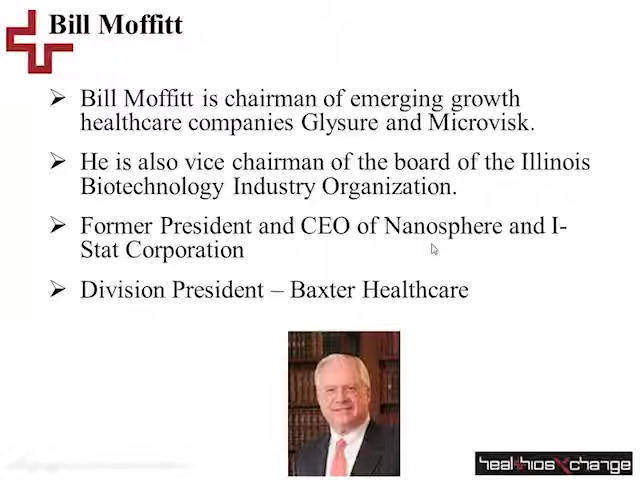 Bill Moffitt
➢ Bill Moffitt is chairman of emerging growth
healthcare companies Glysure and Microvisk.
➢ He is also vice chairman of the board of the Illinois
Biotechnology Industry Organization.
➢ Former President and CEO of Nanosphere and I-
Stat Corporation
➢ Division President – Baxter Healthcare
healthiosXchange